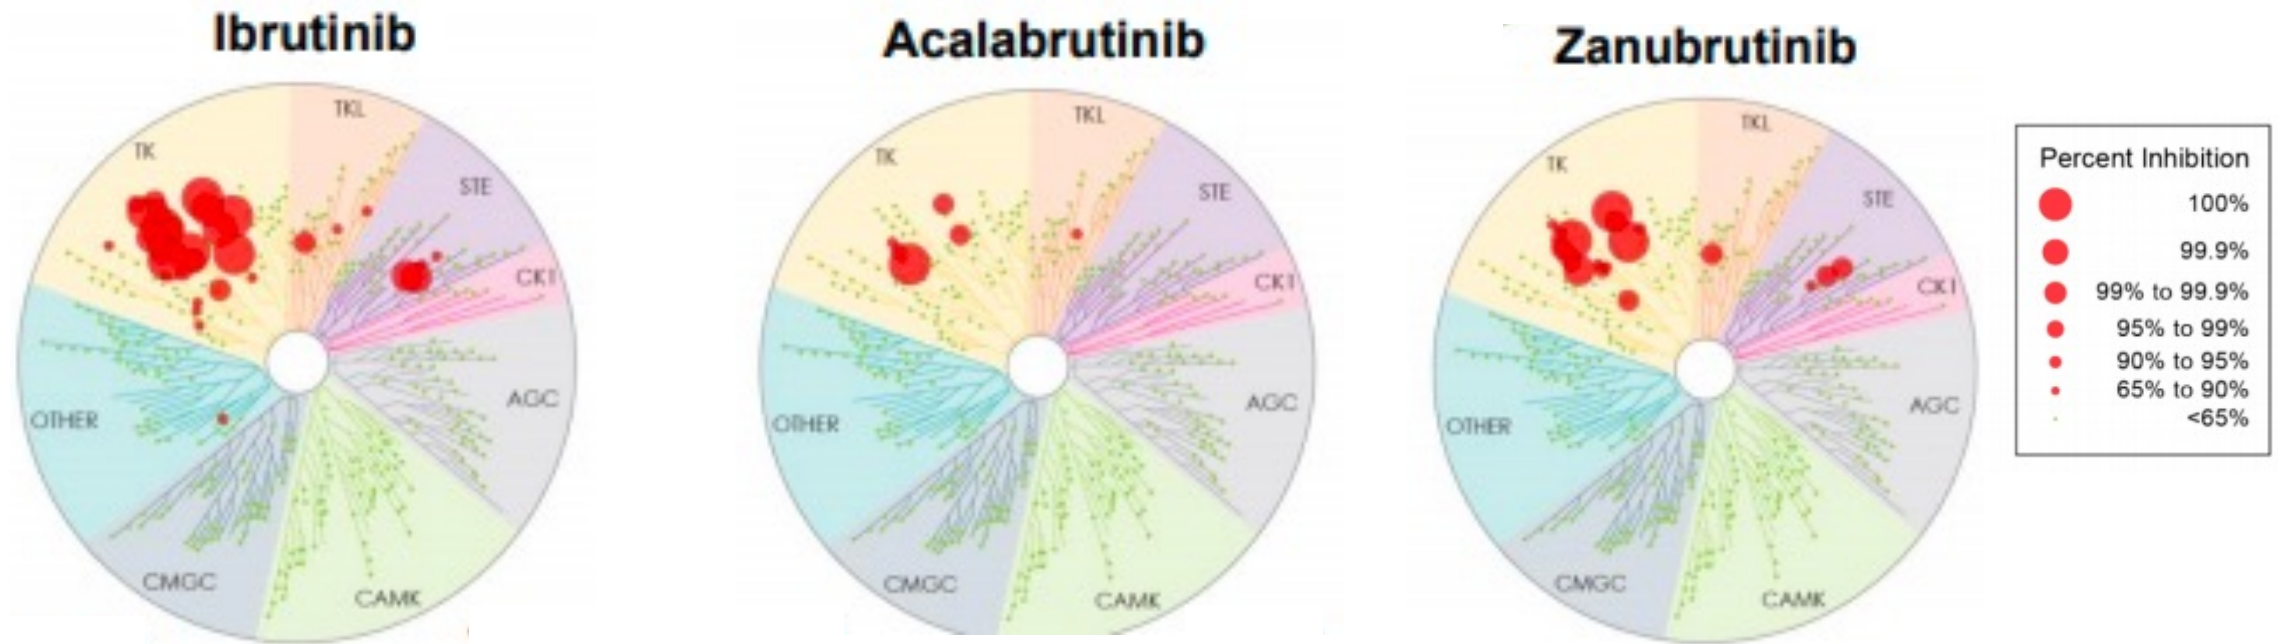 Ibrutinib
TKL
TK
STE
CK1
AGC
OTHER
CMGC
CAMK
Acalabrutinib
TKL
TK
STE
CK1
AGC
OTHER
CMGC
CAMK
Zanubrutinib
TKL
TK
STE
CK1
AGC
OTHER
CMGC
CAMK
Percent Inhibition
100%
99.9%
99% to 99.9%
95% to 99%
90% to 95%
65% to 90%
<65%